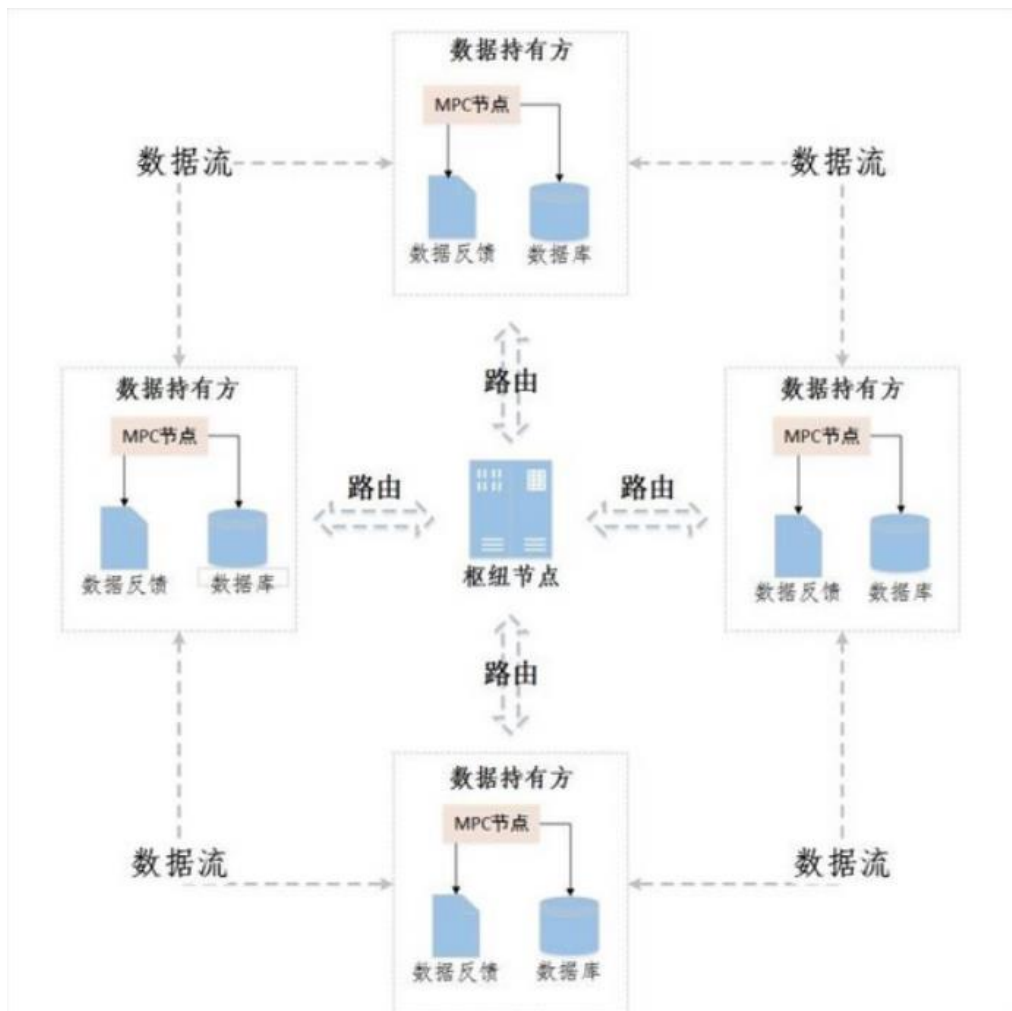 数据持有方
MPC节点
数据反馈
数据库
数据流
数据流
路由
数据持有方
MPC节点
数据反馈
数据库
路由
枢纽节点
路由
数据持有方
MPC节点
数据反馈
数据库
路由
数据持有方
MPC节点
数据反馈
数据库
数据流
数据流